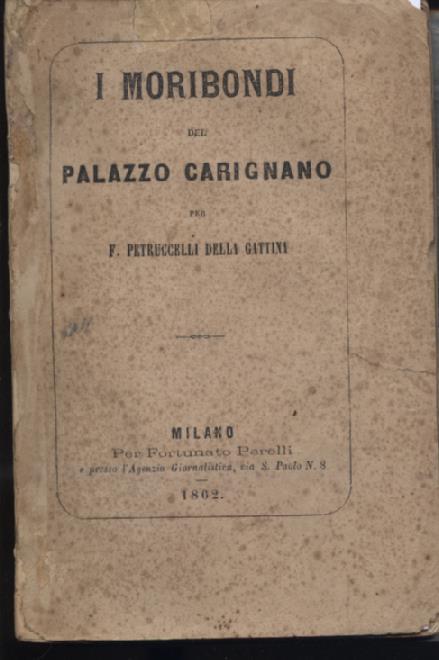 I MORIBONDI
DEL
PALAZZO CARIGNANO
PER
F. PETRUCCELLI DELLA GATTINA
MILANO
Per Fortunato Perelli
e presso l'Agenzia Giornalistica, via S. Paolo N. 8
1862.